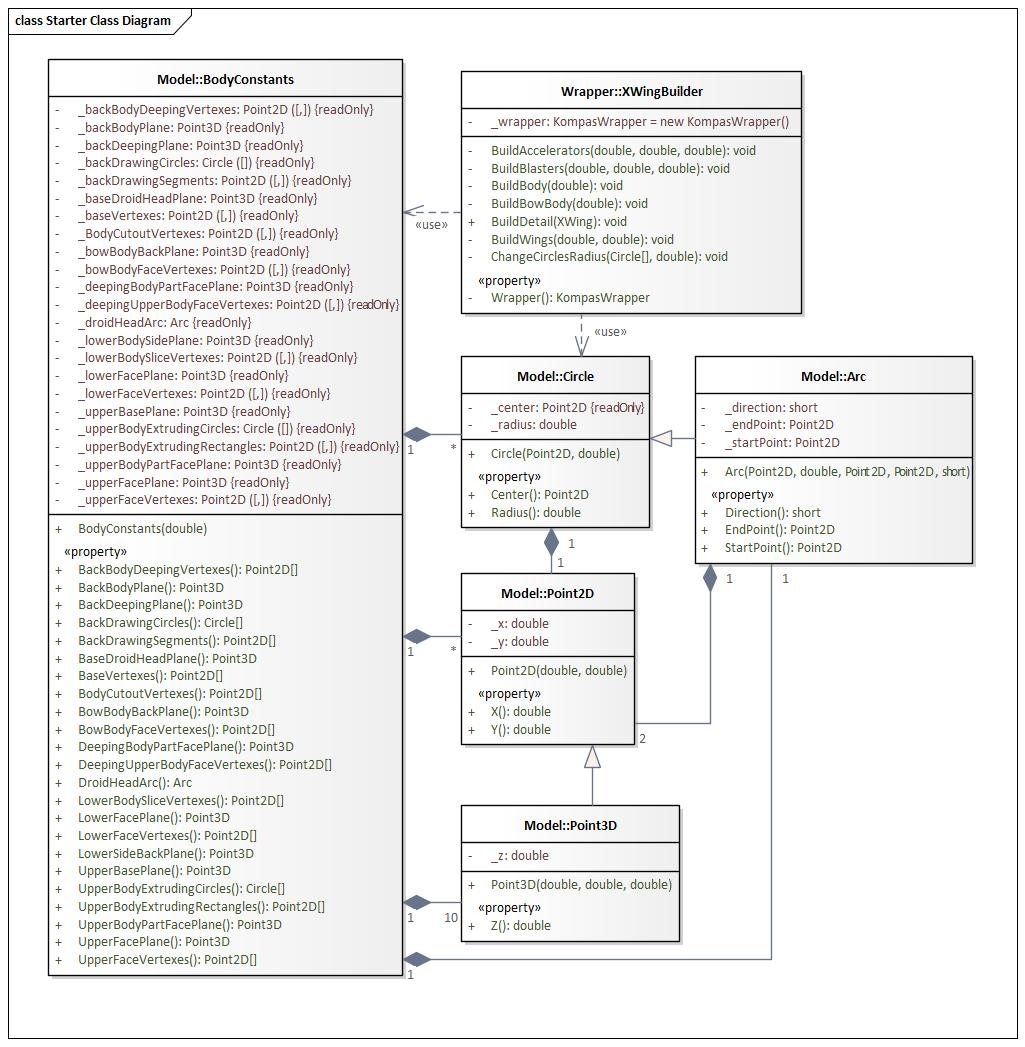 class Starter Class Diagram
Model::BodyConstants
- _backBodyDeepingVertexes: Point2D ([,]) {readOnly}
- _backBodyPlane: Point3D {readOnly}
- _backDeepingPlane: Point3D {readOnly}
- _backDrawingCircles: Circle ([]) {readOnly}
- _backDrawingSegments: Point2D ([,]) {readOnly}
- _baseDroidHeadPlane: Point3D {readOnly}
- _baseVertexes: Point2D ([,]) {readOnly}
- _BodyCutoutVertexes: Point2D ([,]) {readOnly}
- _bowBodyBackPlane: Point3D {readOnly}
- _bowBodyFaceVertexes: Point2D ([,]) {readOnly}
- _deepingBodyPartFacePlane: Point3D {readOnly}
- _deepingUpperBodyFaceVertexes: Point2D ([,]) {readOnly}
- _droidHeadArc: Arc {readOnly}
- _lowerBodySidePlane: Point3D {readOnly}
- _lowerBodySliceVertexes: Point2D ([,]) {readOnly}
- _lowerFacePlane: Point3D {readOnly}
- _lowerFaceVertexes: Point2D ([,]) {readOnly}
- _upperBasePlane: Point3D {readOnly}
- _upperBodyExtrudingCircles: Circle ([]) {readOnly}
- _upperBodyExtrudingRectangles: Point2D ([,]) {readOnly}
- _upperBodyPartFacePlane: Point3D {readOnly}
- _upperFacePlane: Point3D {readOnly}
- _upperFaceVertexes: Point2D ([,]) {readOnly}
+ BodyConstants(double)
«property»
+ BackBodyDeepingVertexes(): Point2D[]
+ BackBodyPlane(): Point3D
+ BackDeepingPlane(): Point3D
+ BackDrawingCircles(): Circle[]
+ BackDrawingSegments(): Point2D[]
+ BaseDroidHeadPlane(): Point3D
+ BaseVertexes(): Point2D[]
+ BodyCutoutVertexes(): Point2D[]
+ BowBodyBackPlane(): Point3D
+ BowBodyFaceVertexes(): Point2D[]
+ DeepingBodyPartFacePlane(): Point3D
+ DeepingUpperBodyFaceVertexes(): Point2D[]
+ DroidHeadArc(): Arc
+ LowerBodySliceVertexes(): Point2D[]
+ LowerFacePlane(): Point3D
+ LowerFaceVertexes(): Point2D[]
+ LowerSideBackPlane(): Point3D
+ UpperBasePlane(): Point3D
+ UpperBodyExtrudingCircles(): Circle[]
+ UpperBodyExtrudingRectangles(): Point2D[]
+ UpperBodyPartFacePlane(): Point3D
+ UpperFacePlane(): Point3D
+ UpperFaceVertexes(): Point2D[]
Wrapper::XWingBuilder
- _wrapper: KompasWrapper = new KompasWrapper()
- BuildAccelerators(double, double, double): void
- BuildBlasters(double, double, double): void
- BuildBody(double): void
- BuildBowBody(double): void
+ BuildDetail(XWing): void
- BuildWings(double, double): void
- ChangeCirclesRadius(Circle[], double): void
«property»
- Wrapper(): KompasWrapper
«use»
«use»
Model::Circle
- _center: Point2D {readOnly}
- _radius: double
+ Circle(Point2D, double)
«property»
+ Center(): Point2D
+ Radius(): double
1
*
Model::Arc
- _direction: short
- _endPoint: Point2D
- _startPoint: Point2D
+ Arc(Point2D, double, Point2D, Point2D, short)
«property»
+ Direction(): short
+ EndPoint(): Point2D
+ StartPoint(): Point2D
1
1
1
1
Model::Point2D
- _x: double
- _y: double
+ Point2D(double, double)
«property»
+ X(): double
+ Y(): double
1
*
2
Model::Point3D
- _z: double
+ Point3D(double, double, double)
«property»
+ Z(): double
1
10
1